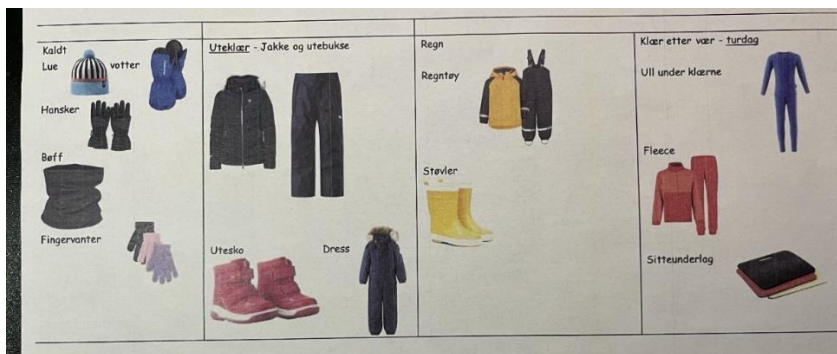 Kaldt
Lue votter
Hansker
Bøff
Fingervanter
Uteklær - Jakke og utebukse
Utesko Dress
Regn
Regntøy
Støvler
Klær etter vær - turdag
Ull under klærne
Fleece
Sitteunderlag